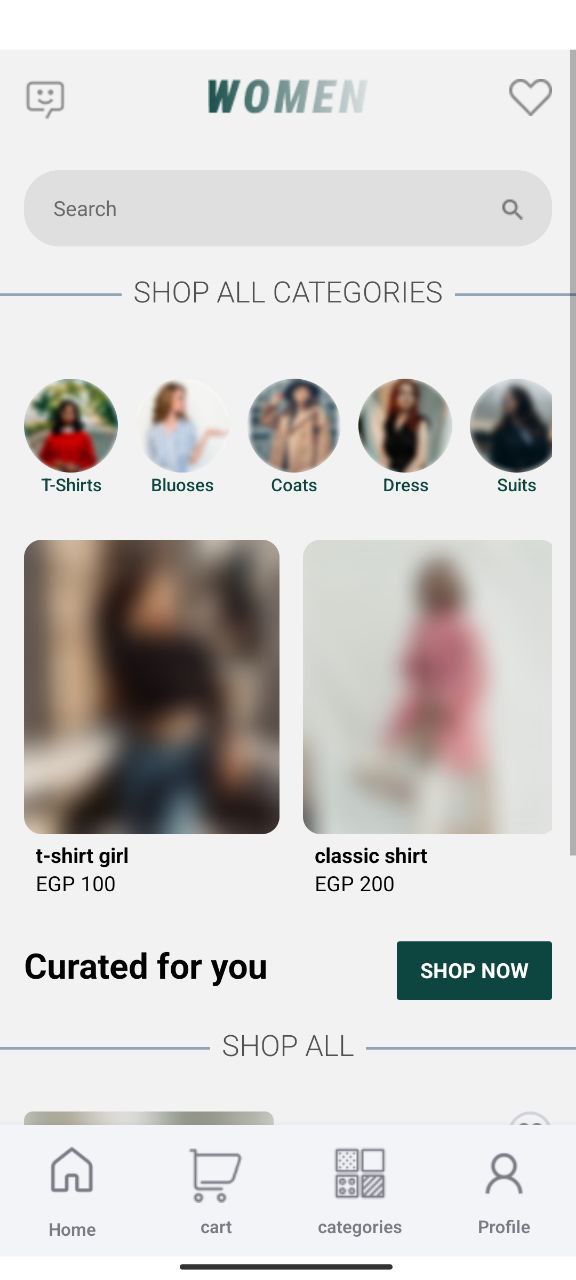 WOMEN
Search
SHOP ALL CATEGORIES
T-Shirts Bluoses Coats Dress Suits
t-shirt girl classic shirt
EGP 100 EGP 200
Curated for you SHOP NOW
SHOP ALL
Home cart categories Profile